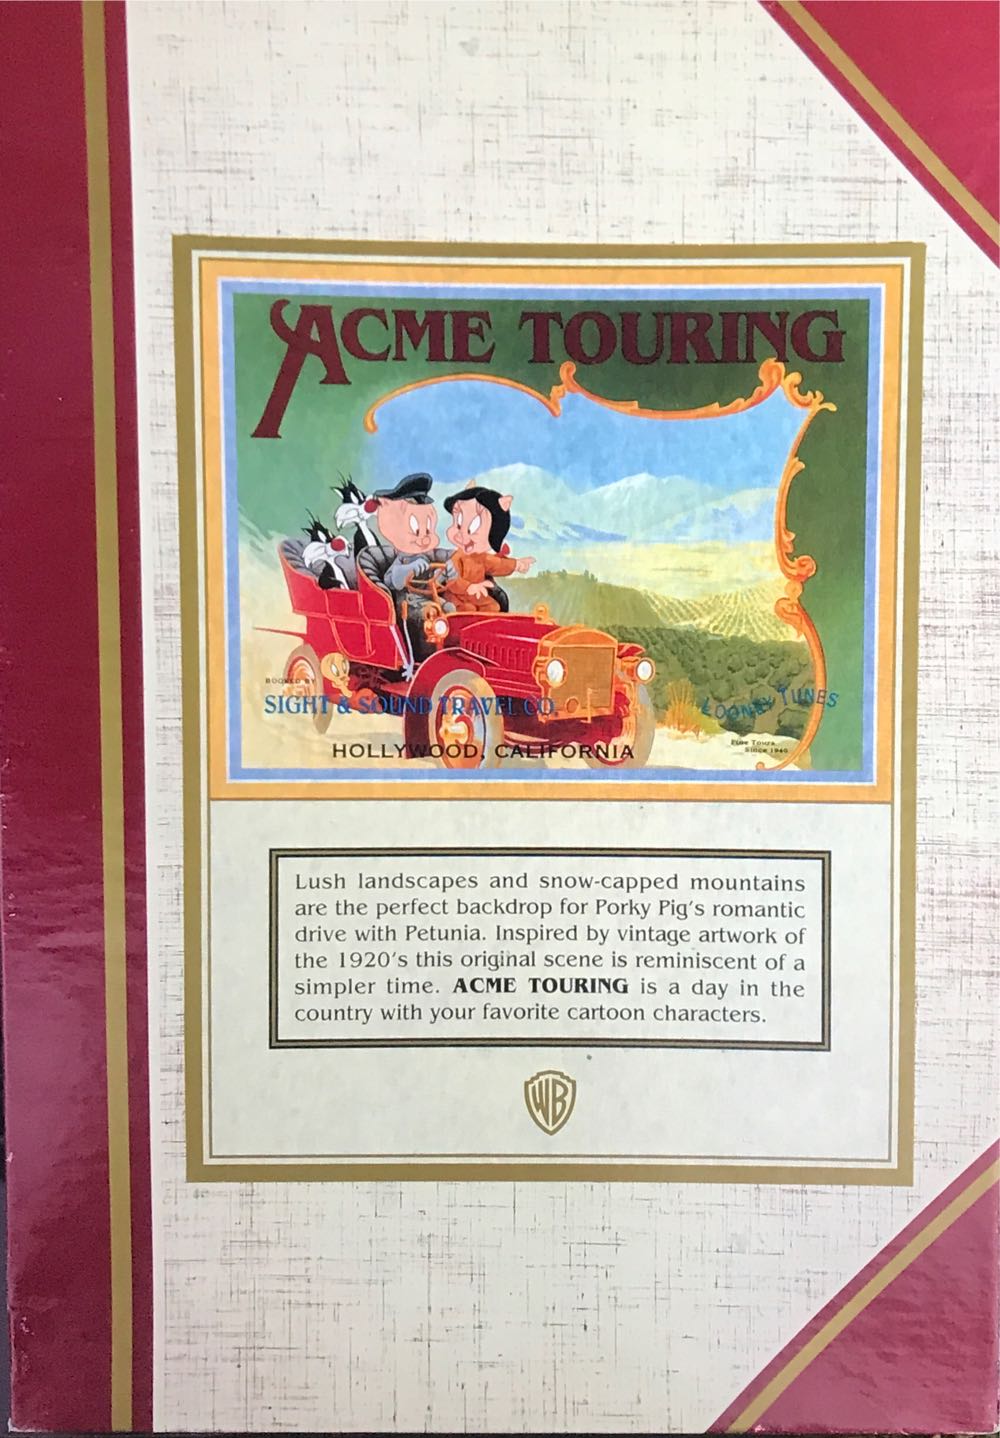 ACME TOURING
BOOKED BY
SIGHT & SOUND TRAVEL CO.
LOONEY TUNES
HOLLYWOOD, CALIFORNIA
Fine Tours
Since 1940
Lush landscapes and snow-capped mountains
are the perfect backdrop for Porky Pig's romantic
drive with Petunia. Inspired by vintage artwork of
the 1920's this original scene is reminiscent of a
simpler time. ACME TOURING is a day in the
country with your favorite cartoon characters.
WB